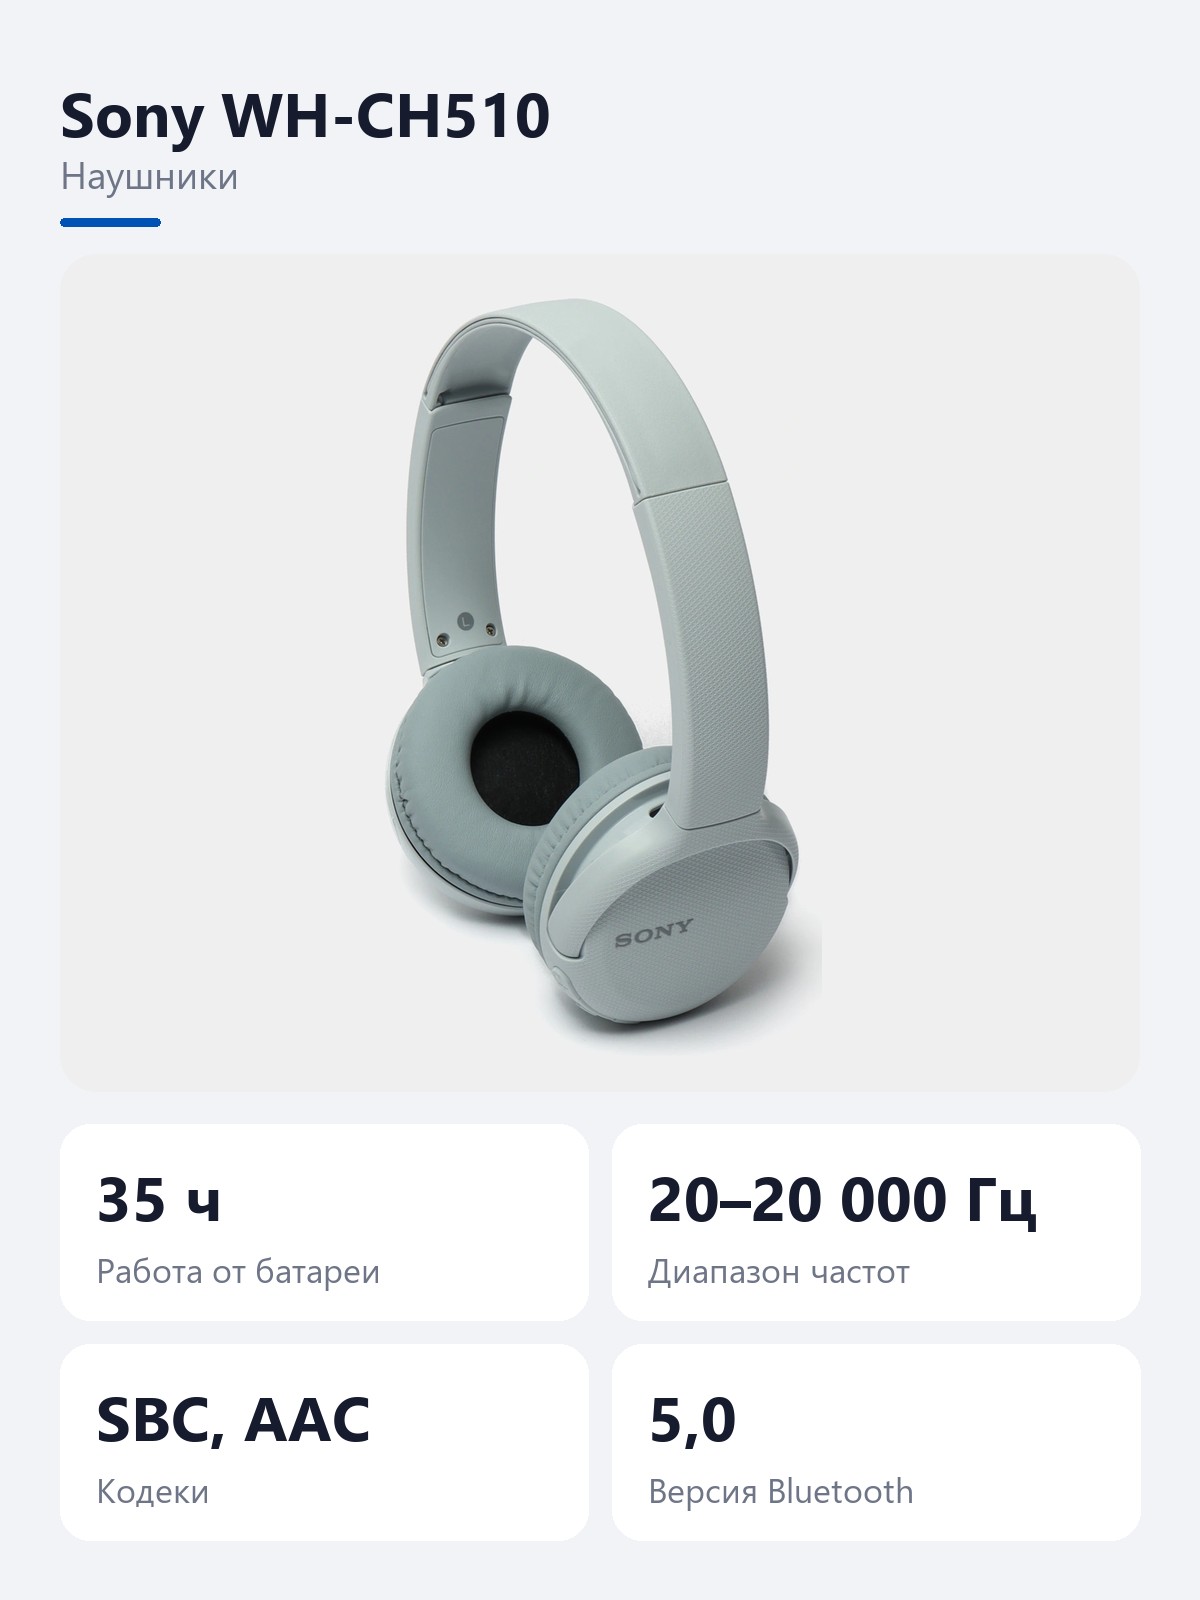 Sony WH-CH510
Наушники
L
SONY
35 ч
Работа от батареи
20–20 000 Гц
Диапазон частот
SBC, AAC
Кодеки
5,0
Версия Bluetooth